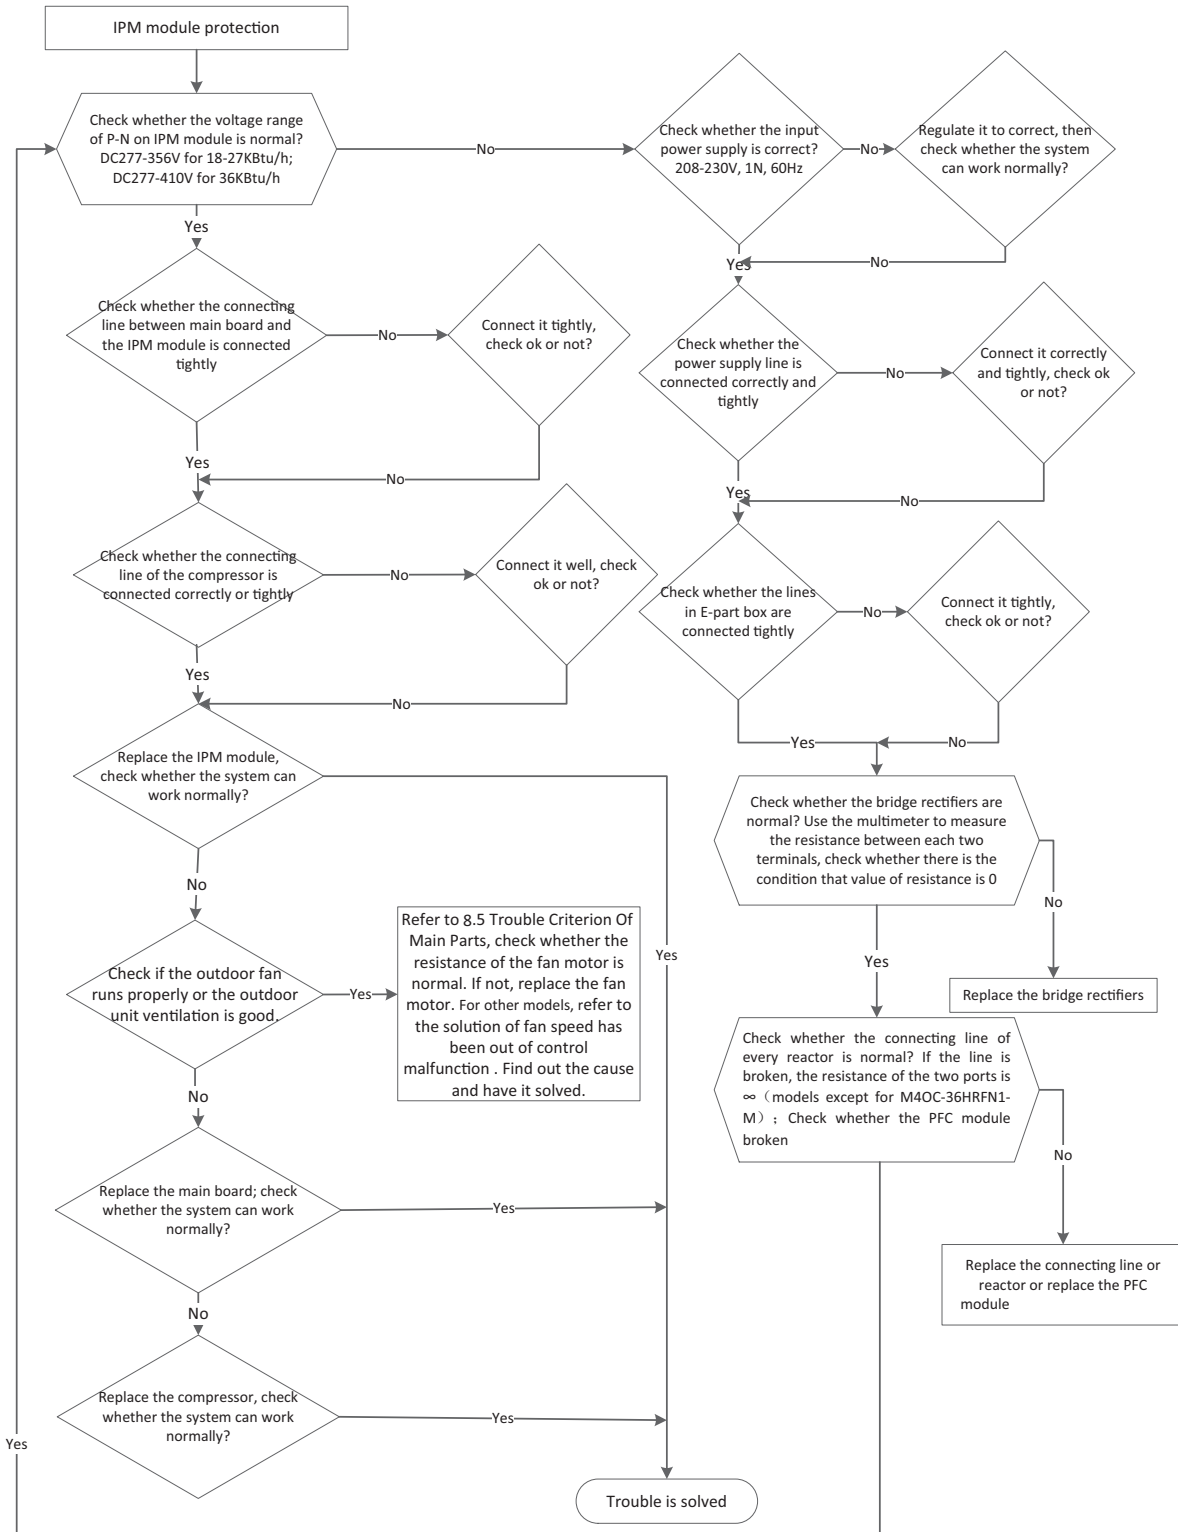 IPM module protection
Check whether the voltage range
of P-N on IPM module is normal?
DC277-356V for 18-27KBtu/h;
DC277-410V for 36KBtu/h
No
Check whether the input
power supply is correct?
208-230V, 1N, 60Hz
No
Regulate it to correct, then
check whether the system
can work normally?
Yes
No
Yes
Check whether the connecting
line between main board and
the IPM module is connected
tightly
No
Connect it tightly,
check ok or not?
Check whether the
power supply line is
connected correctly and
tightly
No
Connect it correctly
and tightly, check ok
or not?
Yes
No
Yes
No
Check whether the connecting
line of the compressor is
connected correctly or tightly
No
Connect it well, check
ok or not?
Check whether the lines
in E-part box are
connected tightly
No
Connect it tightly,
check ok or not?
Yes
No
Yes
No
Replace the IPM module,
check whether the system can
work normally?
Check whether the bridge rectifiers are
normal? Use the multimeter to measure
the resistance between each two
terminals, check whether there is the
condition that value of resistance is 0
No
No
Yes
Yes
Check if the outdoor fan
runs properly or the outdoor
unit ventilation is good.
Yes
Refer to 8.5 Trouble Criterion Of
Main Parts, check whether the
resistance of the fan motor is
normal. If not, replace the fan
motor. For other models, refer to
the solution of fan speed has
been out of control
malfunction . Find out the cause
and have it solved.
Replace the bridge rectifiers
Check whether the connecting line of
every reactor is normal? If the line is
broken, the resistance of the two ports is
∞（models except for M4OC-36HRFN1-
M）；Check whether the PFC module
broken
No
No
Replace the main board; check
whether the system can work
normally?
Yes
Replace the connecting line or
reactor or replace the PFC
module
No
Replace the compressor, check
whether the system can work
normally?
Yes
Yes
Trouble is solved